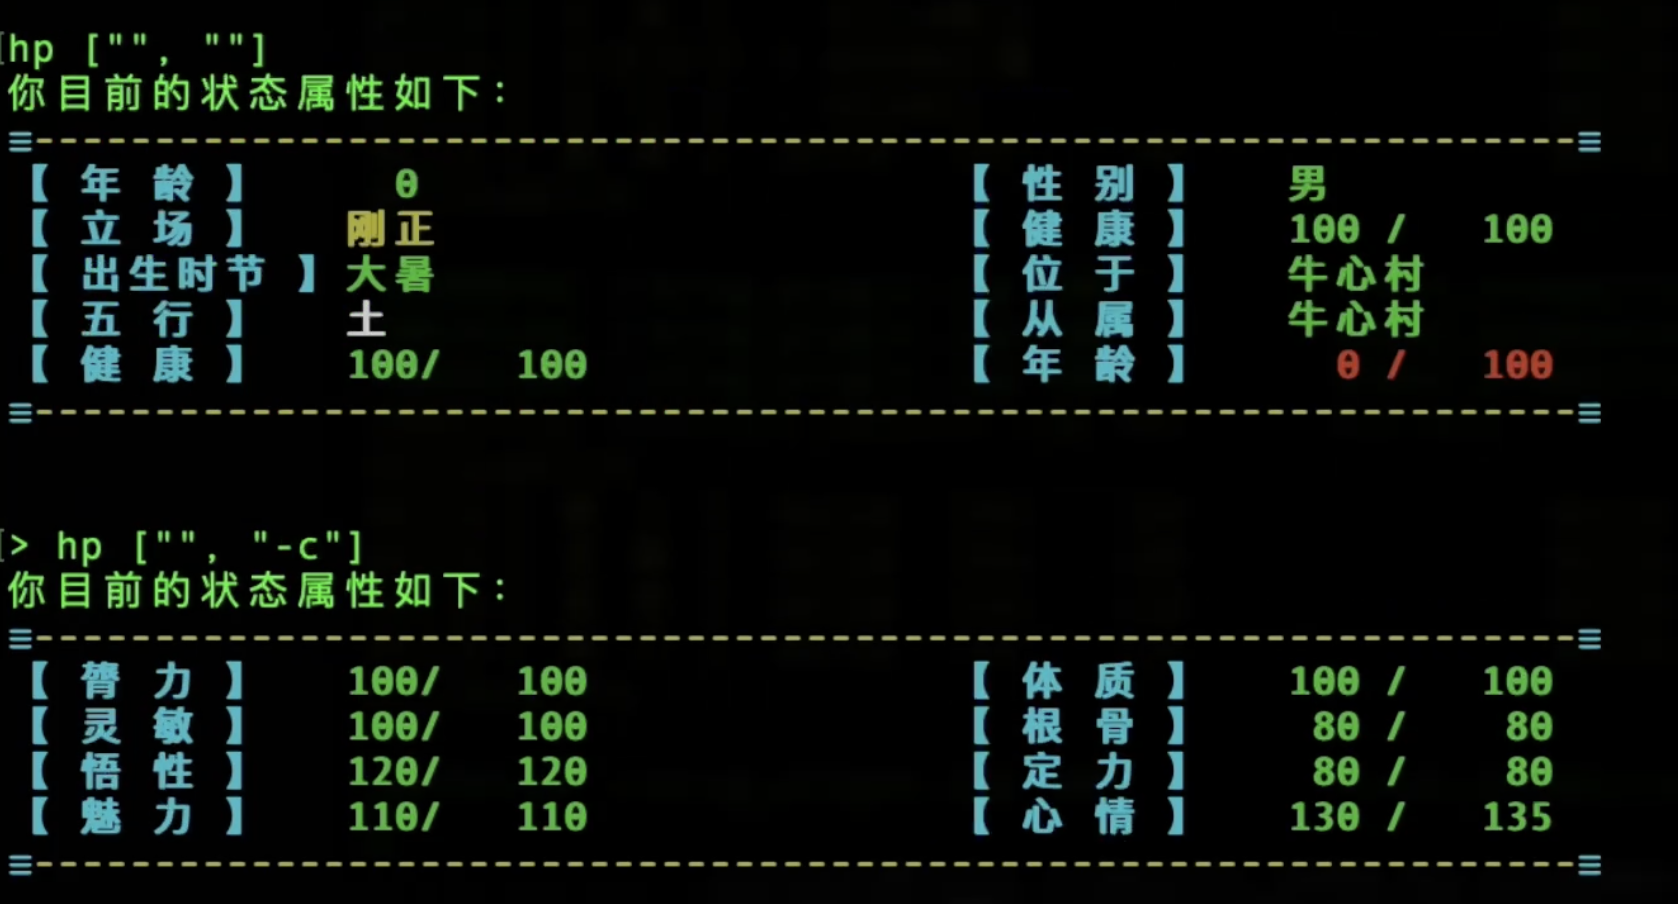 hp ["", ""]
你目前的状态属性如下：
≡----------------------------------------------------------------≡
【 年 龄 】 0 【 性 别 】 男
【 立 场 】 刚正 【 健 康 】 100 / 100
【 出生时节 】 大暑 【 位 于 】 牛心村
【 五 行 】 土 【 从 属 】 牛心村
【 健 康 】 100/ 100 【 年 龄 】 0 / 100
≡----------------------------------------------------------------≡
> hp ["", "-c"]
你目前的状态属性如下：
≡----------------------------------------------------------------≡
【 膂 力 】 100/ 100 【 体 质 】 100 / 100
【 灵 敏 】 100/ 100 【 根 骨 】 80 / 80
【 悟 性 】 120/ 120 【 定 力 】 80 / 80
【 魅 力 】 110/ 110 【 心 情 】 130 / 135
≡----------------------------------------------------------------≡